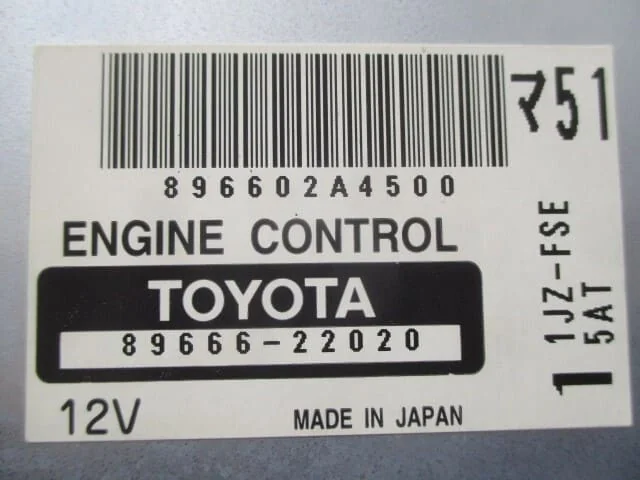 マ51
896602A4500
ENGINE CONTROL
TOYOTA
89666-22020
12V
MADE IN JAPAN
1JZ-FSE
5AT
1